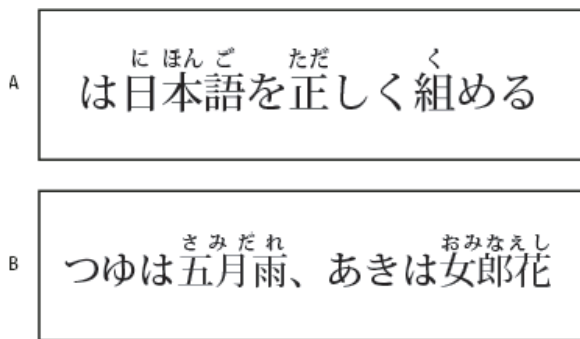 A
に ほん ご ただ く
は日本語を正しく組める
B
さみだれ おみなえし
つゆは五月雨、あきは女郎花